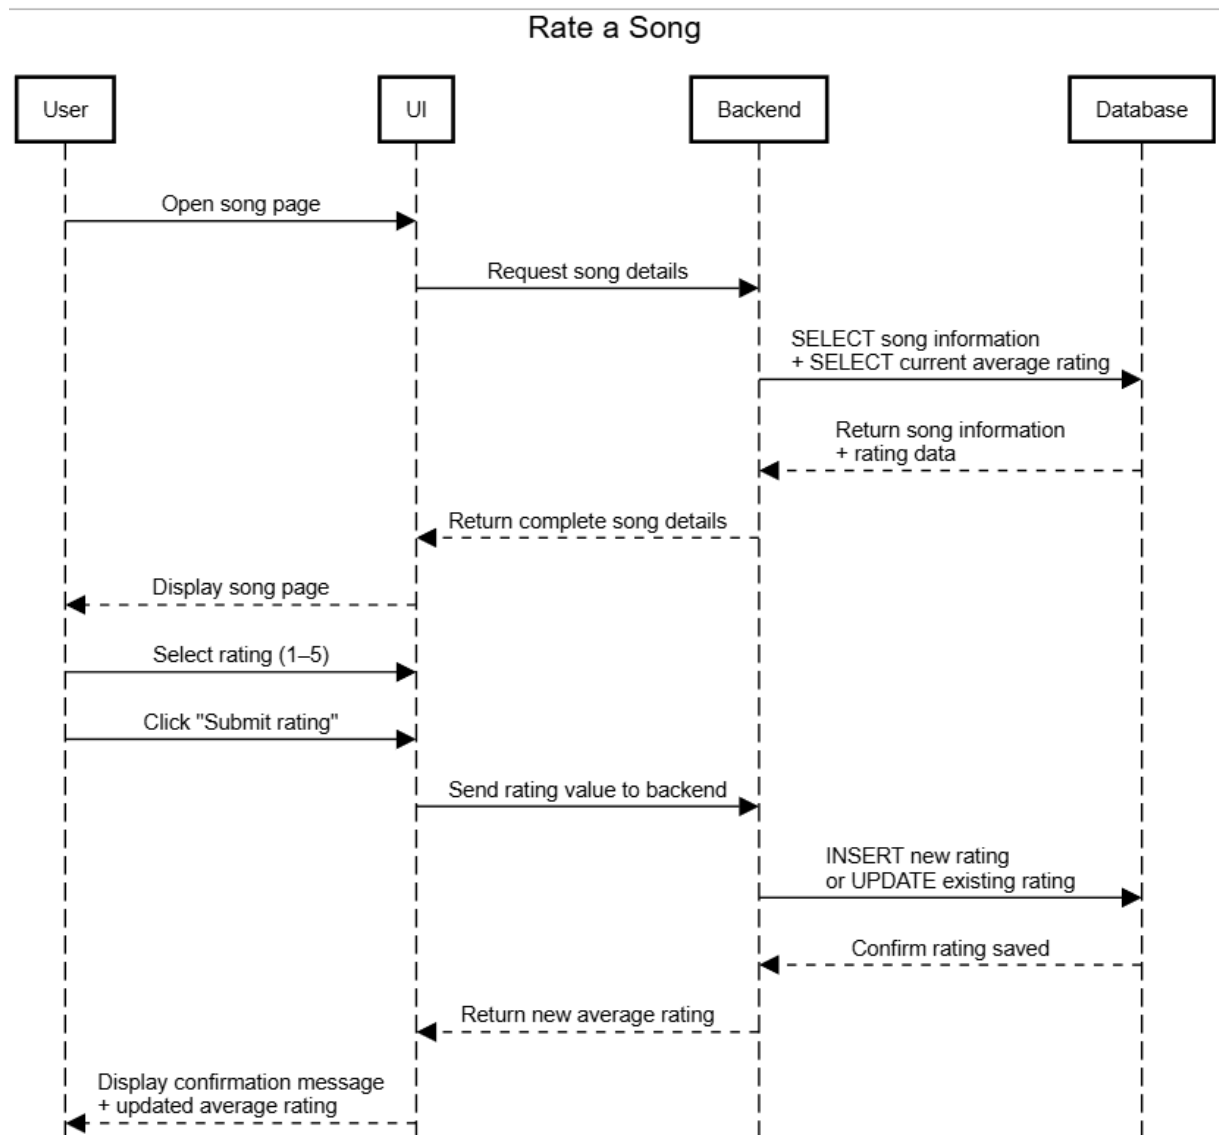 Rate a Song
User
UI
Backend
Database
Open song page
Request song details
SELECT song information
+ SELECT current average rating
Return song information
+ rating data
Return complete song details
Display song page
Select rating (1–5)
Click "Submit rating"
Send rating value to backend
INSERT new rating
or UPDATE existing rating
Confirm rating saved
Return new average rating
Display confirmation message
+ updated average rating